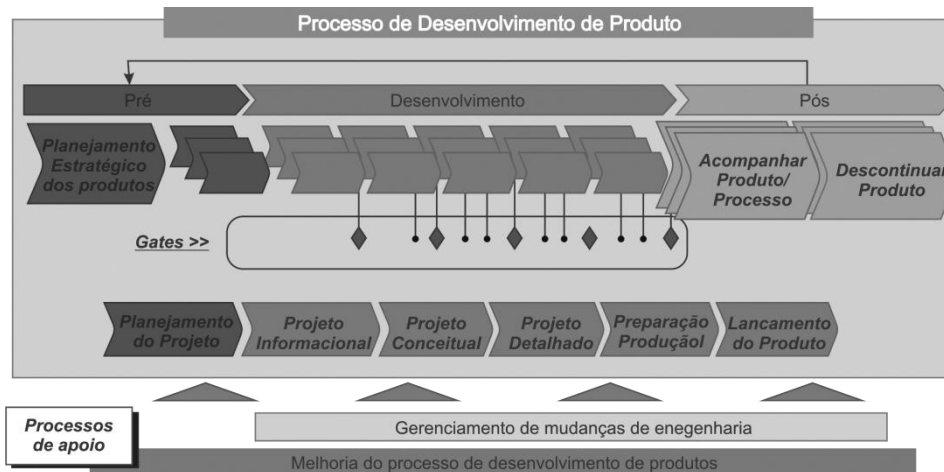 Processo de Desenvolvimento de Produto
Pré
Desenvolvimento
Pós
Planejamento
Estratégico
dos produtos
Acompanhar
Produto/
Processo
Descontinuar
Produto
Gates >>
Planejamento
do Projeto
Projeto
Informacional
Projeto
Conceitual
Projeto
Detalhado
Preparação
Produçãol
Lancamento
do Produto
Processos
de apoio
Gerenciamento de mudanças de enegenharia
Melhoria do processo de desenvolvimento de produtos